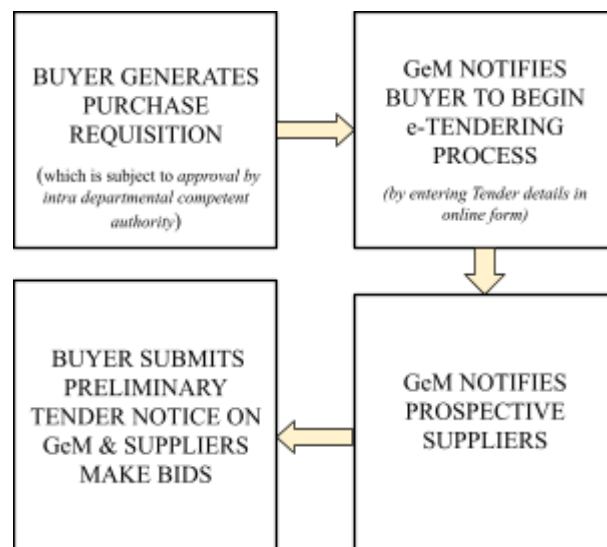 BUYER GENERATES
PURCHASE
REQUISITION
(which is subject to approval by
intra departmental competent
authority)
GeM NOTIFIES
BUYER TO BEGIN
e-TENDERING
PROCESS
(by entering Tender details in
online form)
GeM NOTIFIES
PROSPECTIVE
SUPPLIERS
BUYER SUBMITS
PRELIMINARY
TENDER NOTICE ON
GeM & SUPPLIERS
MAKE BIDS